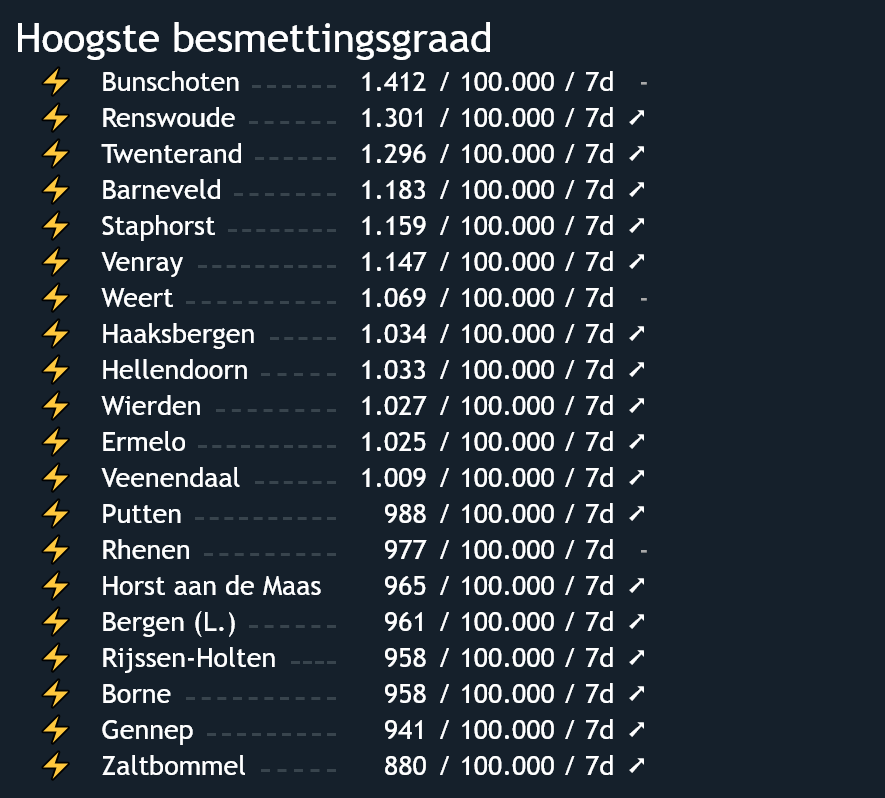 Hoogste besmettingsgraad
⚡ Bunschoten ------ 1.412 / 100.000 / 7d -
⚡ Renswoude ------ 1.301 / 100.000 / 7d ↗
⚡ Twenterand ------ 1.296 / 100.000 / 7d ↗
⚡ Barneveld ------- 1.183 / 100.000 / 7d ↗
⚡ Staphorst ------- 1.159 / 100.000 / 7d ↗
⚡ Venray --------- 1.147 / 100.000 / 7d ↗
⚡ Weert ---------- 1.069 / 100.000 / 7d -
⚡ Haaksbergen ----- 1.034 / 100.000 / 7d ↗
⚡ Hellendoorn ----- 1.033 / 100.000 / 7d ↗
⚡ Wierden -------- 1.027 / 100.000 / 7d ↗
⚡ Ermelo --------- 1.025 / 100.000 / 7d ↗
⚡ Veenendaal ------ 1.009 / 100.000 / 7d ↗
⚡ Putten --------- 988 / 100.000 / 7d ↗
⚡ Rhenen --------- 977 / 100.000 / 7d -
⚡ Horst aan de Maas 965 / 100.000 / 7d ↗
⚡ Bergen (L.) ------ 961 / 100.000 / 7d ↗
⚡ Rijssen-Holten ---- 958 / 100.000 / 7d ↗
⚡ Borne ---------- 958 / 100.000 / 7d ↗
⚡ Gennep --------- 941 / 100.000 / 7d ↗
⚡ Zaltbommel ----- 880 / 100.000 / 7d ↗